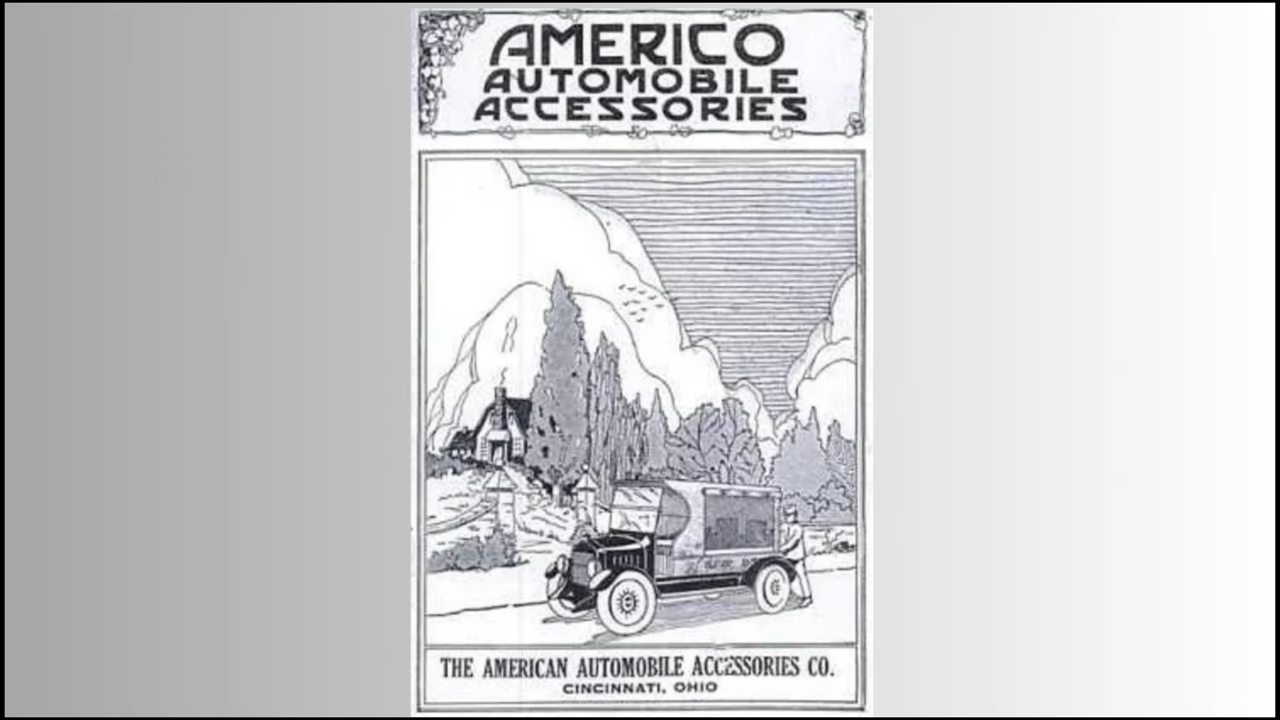 AMERICO
AUTOMOBILE
ACCESSORIES
THE AMERICAN AUTOMOBILE ACCESSORIES CO.
CINCINNATI, OHIO